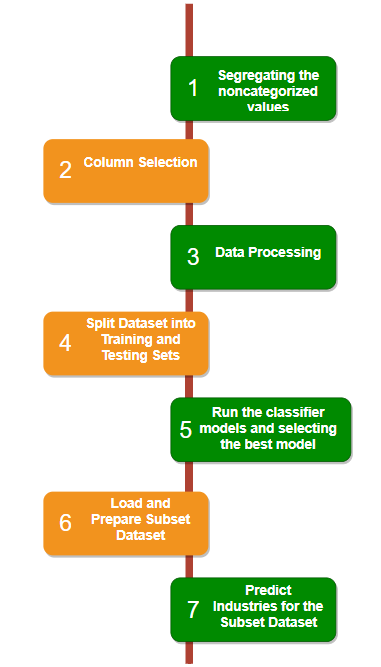 1
Segregating the
noncategorized
values
2
Column Selection
3
Data Processing
4
Split Dataset into
Training and
Testing Sets
5
Run the classifier
models and selecting
the best model
6
Load and
Prepare Subset
Dataset
7
Predict
Industries for the
Subset Dataset